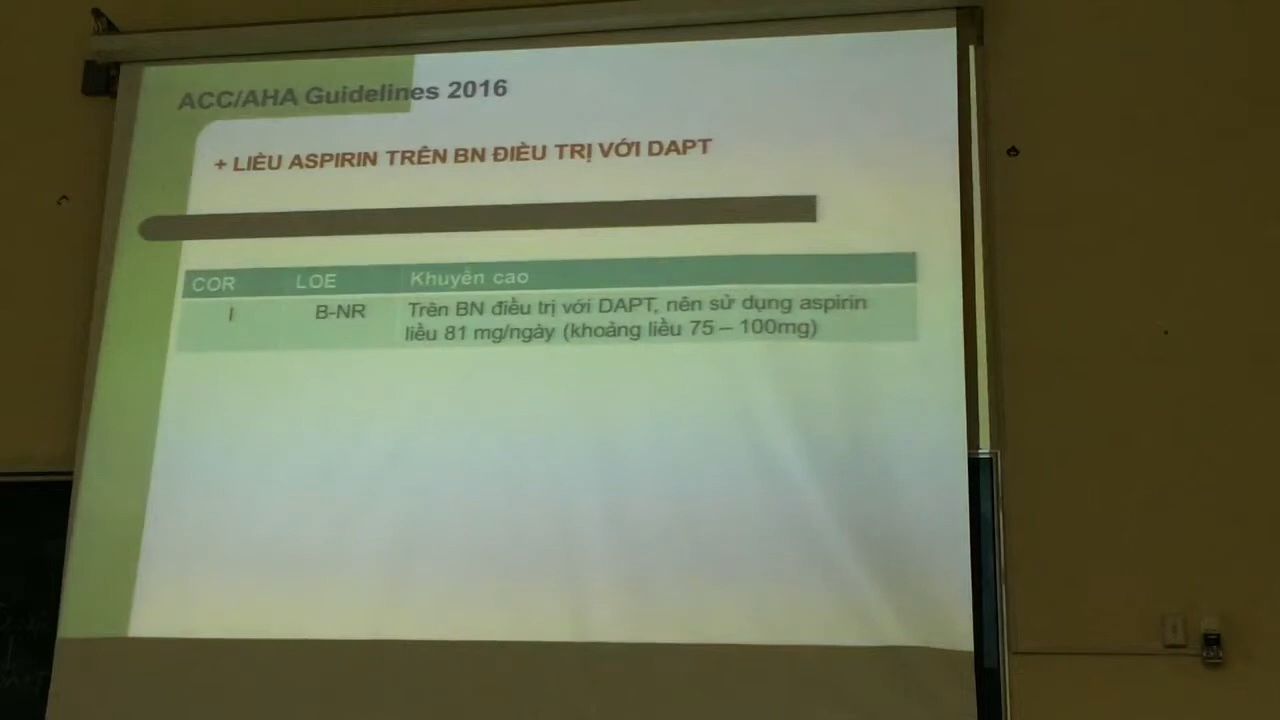 ACC/AHA Guidelines 2016
+ LIỀU ASPIRIN TRÊN BN ĐIỀU TRỊ VỚI DAPT
COR LOE Khuyến cao
I B-NR Trên BN điều trị với DAPT, nên sử dụng aspirin
liều 81 mg/ngày (khoảng liều 75 – 100mg)